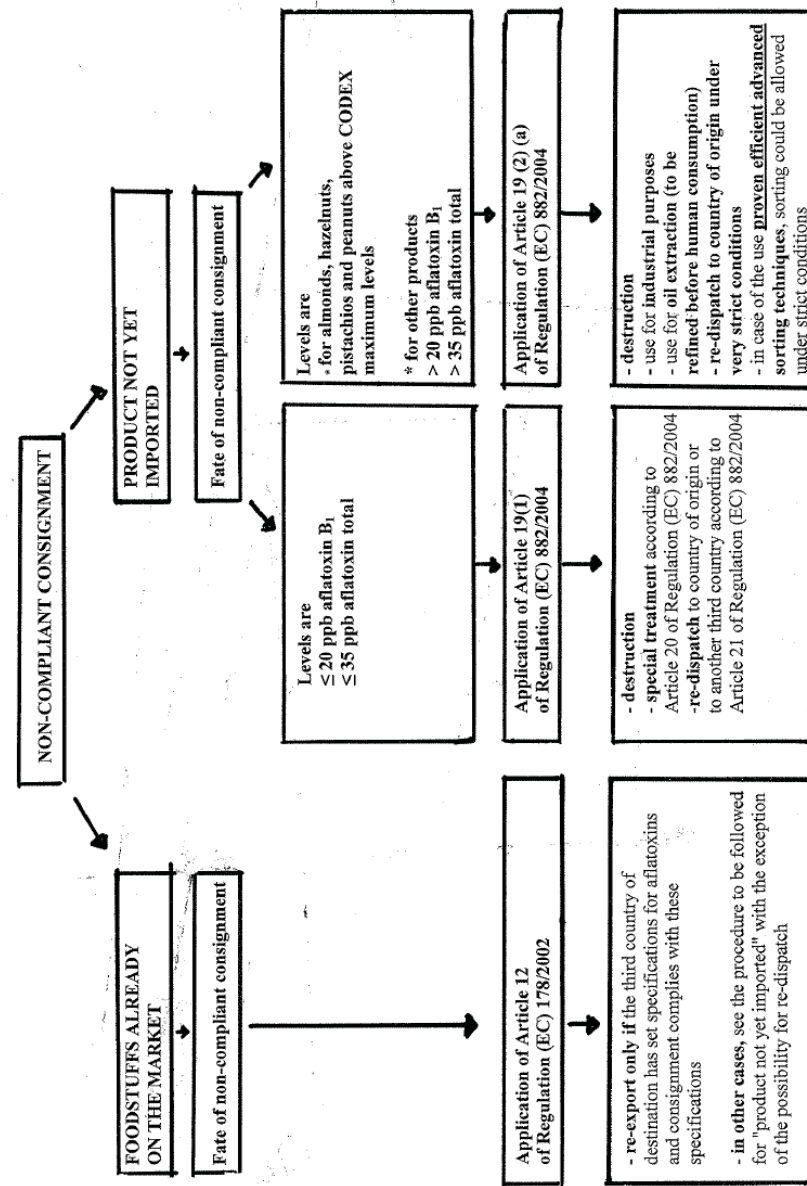 NON-COMPLIANT CONSIGNMENT
FOODSTUFFS ALREADY
ON THE MARKET
Fate of non-compliant consignment
Application of Article 12
of Regulation (EC) 178/2002
- re-export only if the third country of
destination has set specifications for aflatoxins
and consignment complies with these
specifications
- in other cases, see the procedure to be followed
for "product not yet imported" with the exception
of the possibility for re-dispatch
PRODUCT NOT YET
IMPORTED
Fate of non-compliant consignment
Levels are
≤ 20 ppb aflatoxin B₁
≤ 35 ppb aflatoxin total
Application of Article 19(1)
of Regulation (EC) 882/2004
- destruction
- special treatment according to
Article 20 of Regulation (EC) 882/2004
-re-dispatch to country of origin or
to another third country according to
Article 21 of Regulation (EC) 882/2004
Levels are
* for almonds, hazelnuts,
pistachios and peanuts above CODEX
maximum levels
* for other products
> 20 ppb aflatoxin B₁
> 35 ppb aflatoxin total
Application of Article 19 (2) (a)
of Regulation (EC) 882/2004
- destruction
- use for industrial purposes
- use for oil extraction (to be
refined before human consumption)
- re-dispatch to country of origin under
very strict conditions
- in case of the use proven efficient advanced
sorting techniques, sorting could be allowed
under strict conditions